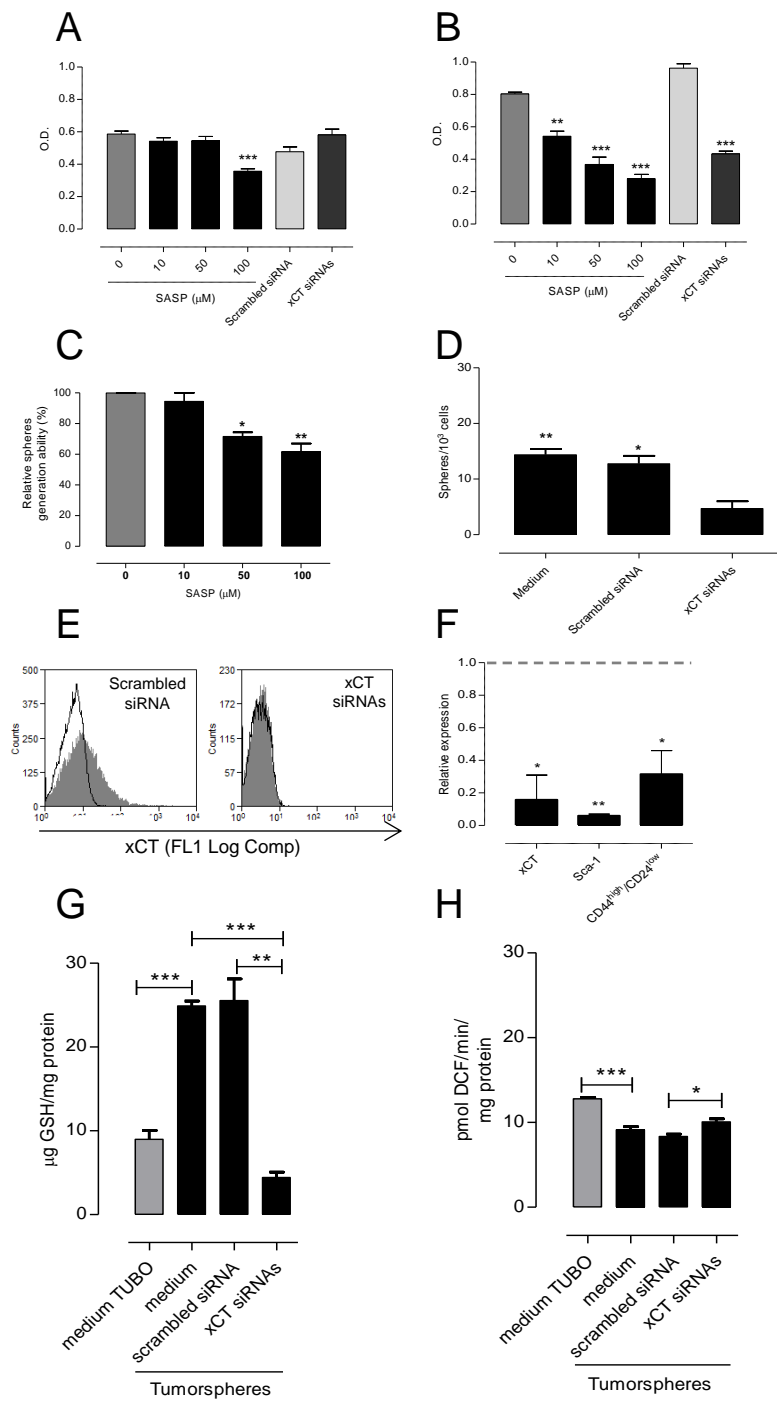 A
1.0
0.8
0.6
0.4
0.2
0.0
O.D.
***
0
10
50
100
SASP (µM)
Scrambled siRNA
xCT siRNAs
B
1.0
0.8
0.6
0.4
0.2
0.0
O.D.
**
***
***
***
0
10
50
100
SASP (µM)
Scrambled siRNA
xCT siRNAs
C
100
80
60
40
20
0
Relative spheres
generation ability (%)
*
**
0
10
50
100
SASP (µM)
D
30
20
10
0
Spheres/10³ cells
**
*
Medium
Scrambled siRNA
xCT siRNAs
E
500
375
250
125
0
Counts
Scrambled
siRNA
10⁰
10¹
10²
10³
10⁴
230
172
115
57
0
Counts
xCT
siRNAs
10⁰
10¹
10²
10³
10⁴
xCT (FL1 Log Comp)
F
1.0
0.8
0.6
0.4
0.2
0.0
Relative expression
*
**
*
xCT
Sca-1
CD44ʰⁱᵍʰ/CD24ˡᵒʷ
G
30
20
10
0
µg GSH/mg protein
***
***
**
medium TUBO
medium
scrambled siRNA
xCT siRNAs
Tumorspheres
H
30
20
10
0
pmol DCF/min/
mg protein
***
*
medium TUBO
medium
scrambled siRNA
xCT siRNAs
Tumorspheres